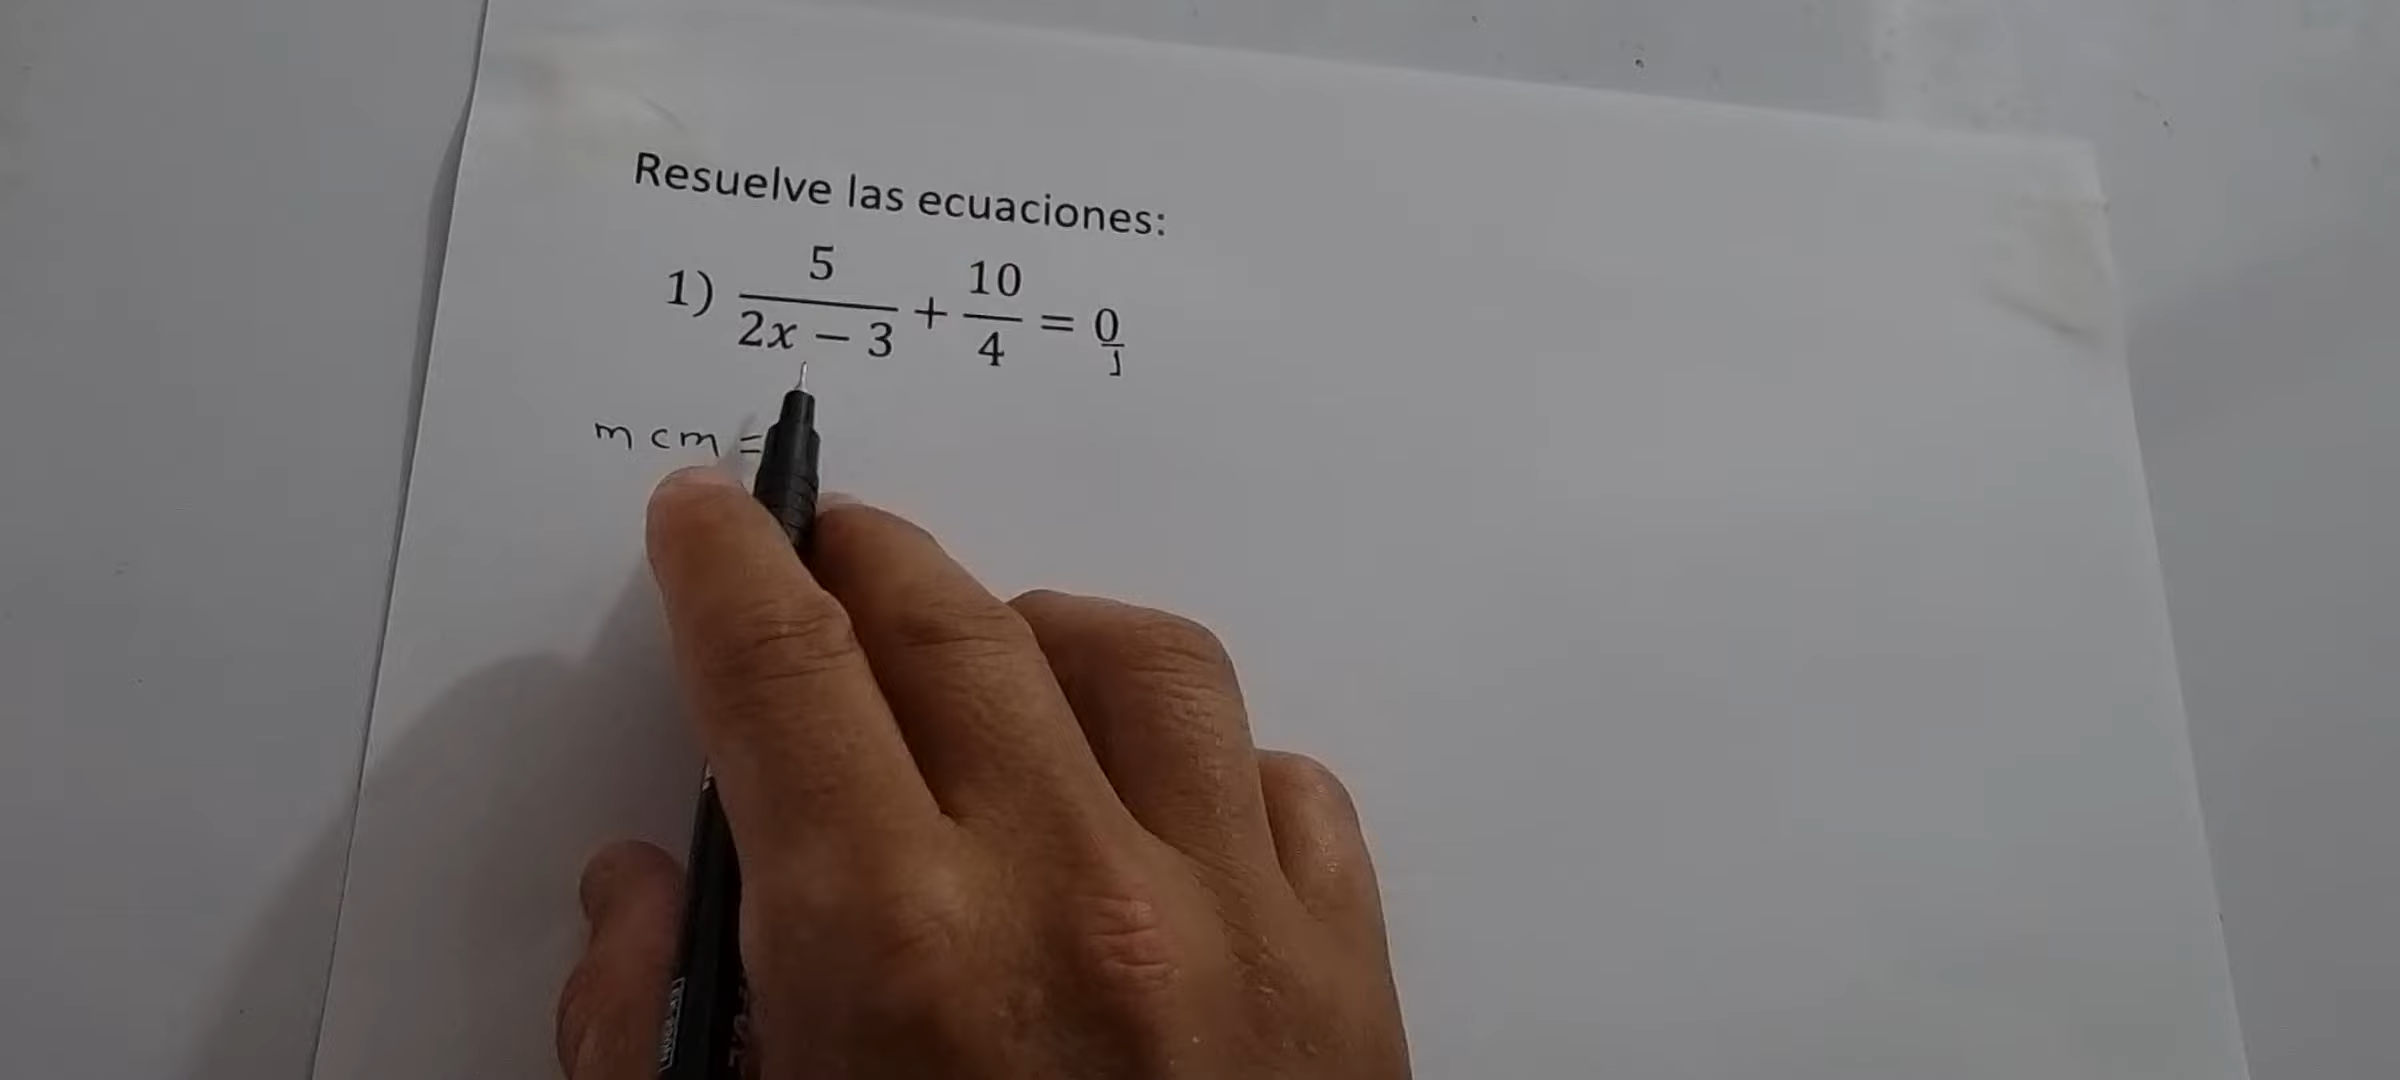 Resuelve las ecuaciones:
1) 5/(2x − 3) + 10/4 = 0/1
mcm =